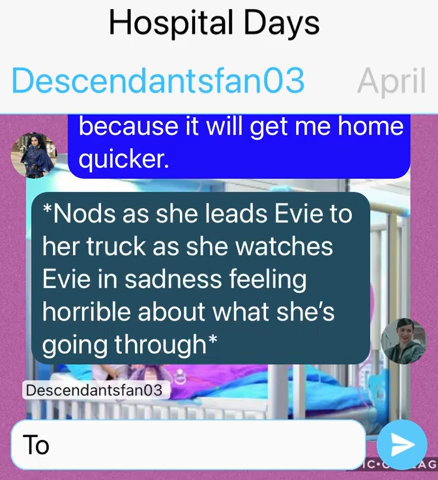 Hospital Days
Descendantsfan03 April
because it will get me home
quicker.
*Nods as she leads Evie to
her truck as she watches
Evie in sadness feeling
horrible about what she’s
going through*
Descendantsfan03
To